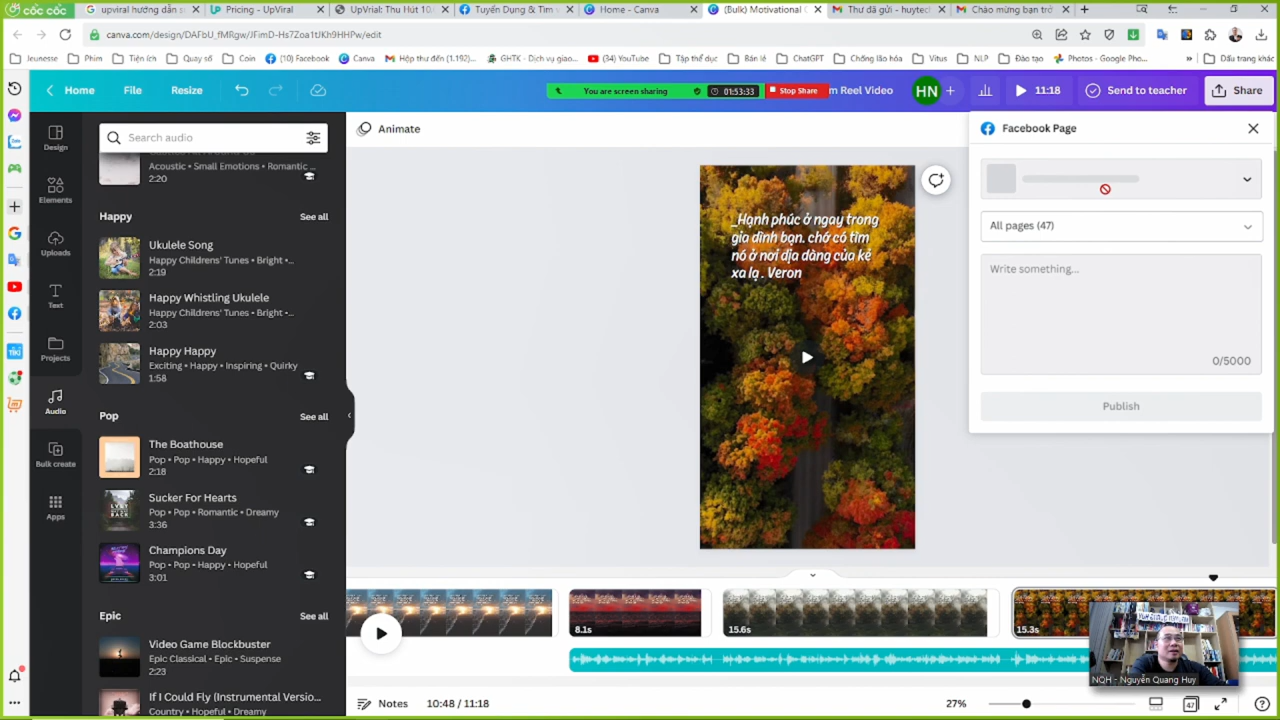 CỐC CỐC
upviral hướng dẫn sử
Pricing - UpViral
UpVrial: Thu Hút 10
Tuyển Dụng & Tìm v
Home - Canva
(Bulk) Motivational C
Thư đã gửi - huytech
Chào mừng bạn trở
canva.com/design/DAFbU_fMRgw/JFimD-Hs7Zoa1tJKh9HHPw/edit
Jeunesse
Phim
Tiện ích
Quay số
Coin
(10) Facebook
Canva
Hộp thư đến (1.192)...
GHTK - Dịch vụ giao...
(34) YouTube
Tập thể dục
Bán lẻ
ChatGPT
Chống lão hóa
Virtus
NLP
Đào tạo
Photos - Google Pho...
Dấu trang khác
Home
File
Resize
You are screen sharing
01:53:33
Stop Share
m Reel Video
HN
11:18
Send to teacher
Share
Design
Elements
Uploads
Text
Projects
Audio
Bulk create
Apps
Search audio
Acoustic • Small Emotions • Romantic ...
2:20
Happy
See all
Ukulele Song
Happy Childrens' Tunes • Bright •...
2:19
Happy Whistling Ukulele
Happy Childrens' Tunes • Bright •...
2:03
Happy Happy
Exciting • Happy • Inspiring • Quirky
1:58
Pop
See all
The Boathouse
Pop • Pop • Happy • Hopeful
2:18
Sucker For Hearts
Pop • Pop • Romantic • Dreamy
3:36
Champions Day
Pop • Pop • Happy • Hopeful
3:01
Epic
See all
Video Game Blockbuster
Epic Classical • Epic • Suspense
2:23
If I Could Fly (Instrumental Versio...
Country • Hopeful • Dreamy
Animate
_Hạnh phúc ở ngay trong
gia đình bạn. chớ có tìm
nó ở nơi địa đàng của kẻ
xa lạ . Veron
Facebook Page
All pages (47)
Write something...
0/5000
Publish
8.1s
15.6s
15.3s
NQH - Nguyễn Quang Huy
Notes
10:48 / 11:18
27%
47
TIKI